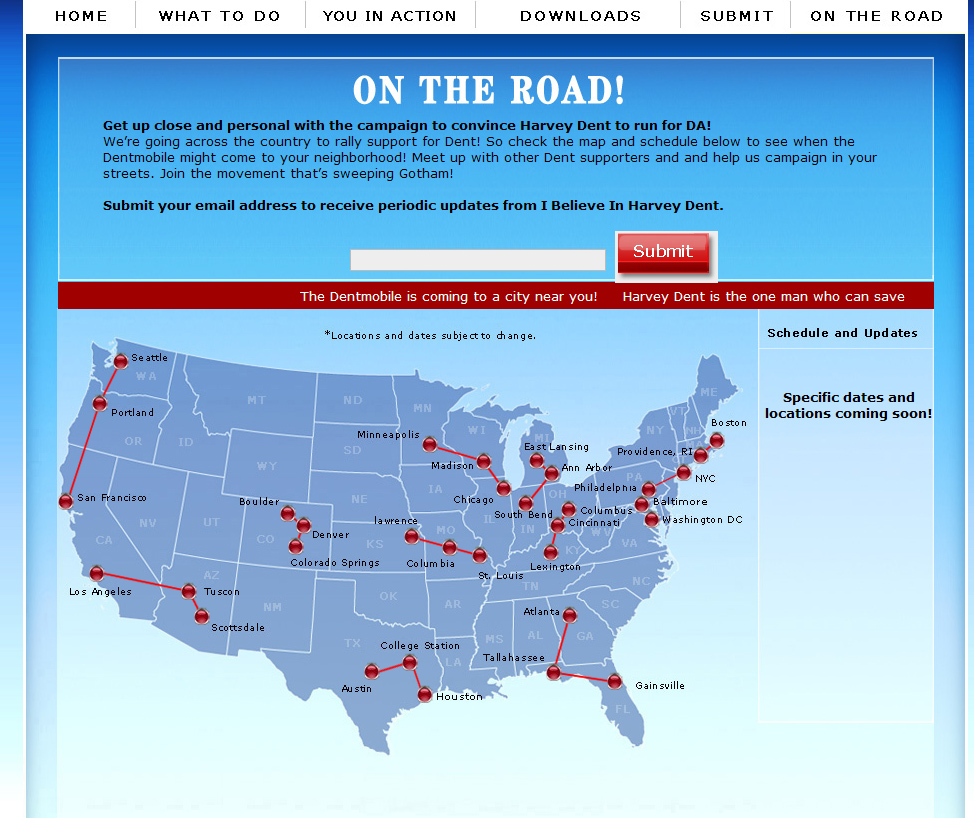 HOME WHAT TO DO YOU IN ACTION DOWNLOADS SUBMIT ON THE ROAD
ON THE ROAD!
Get up close and personal with the campaign to convince Harvey Dent to run for DA!
We're going across the country to rally support for Dent! So check the map and schedule below to see when the
Dentmobile might come to your neighborhood! Meet up with other Dent supporters and and help us campaign in your
streets. Join the movement that's sweeping Gotham!
Submit your email address to receive periodic updates from I Believe In Harvey Dent.
Submit
The Dentmobile is coming to a city near you! Harvey Dent is the one man who can save
*Locations and dates subject to change.
Schedule and Updates
Specific dates and
locations coming soon!
Seattle
WA
Portland
OR
ID
MT
ND
MN
SD
WY
WI
MI
ME
VT
NH
NY
MA
Boston
Minneapolis
Madison
Chicago
East Lansing
Ann Arbor
South Bend
Providence, RI
NYC
PA
Philadelphia
Baltimore
Washington DC
San Francisco
CA
NV
UT
Boulder
Denver
CO
Colorado Springs
NE
IA
lawrence
KS
MO
Columbia
St. Louis
IL
IN
OH
Columbus
Cincinnati
KY
Lexington
WV
VA
Los Angeles
AZ
Tuscon
Scottsdale
NM
OK
AR
TN
NC
SC
Atlanta
MS
AL
GA
TX
College Station
LA
Austin
Houston
Tallahassee
Gainsville
FL